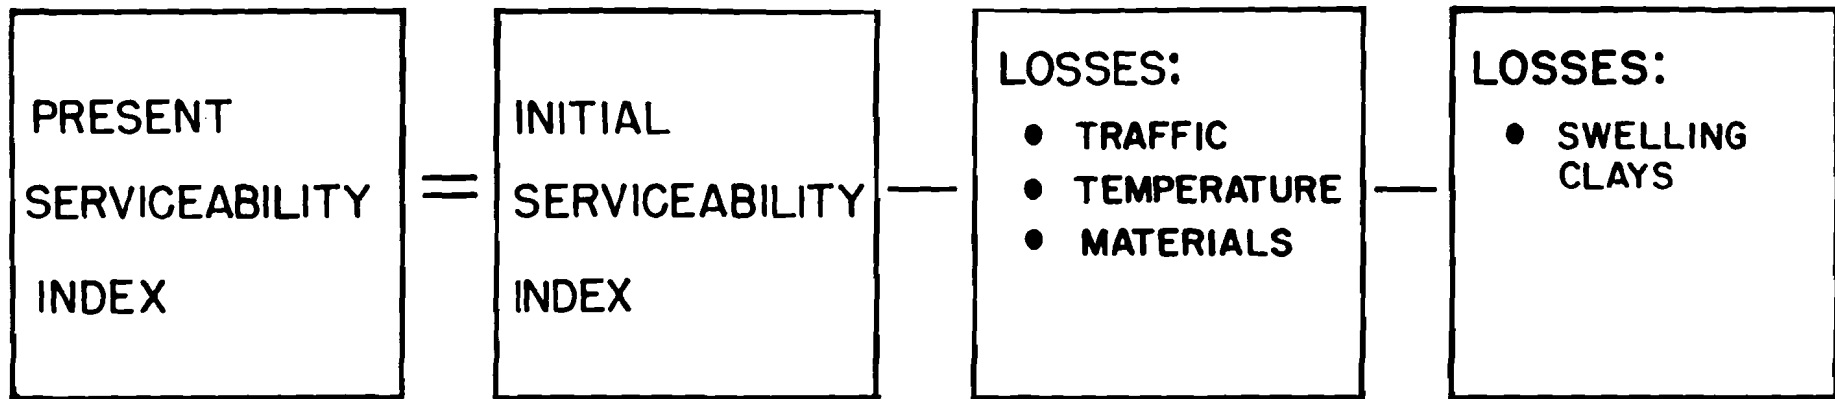 PRESENT
SERVICEABILITY
INDEX
=
INITIAL
SERVICEABILITY
INDEX
—
LOSSES:
• TRAFFIC
• TEMPERATURE
• MATERIALS
—
LOSSES:
• SWELLING
CLAYS